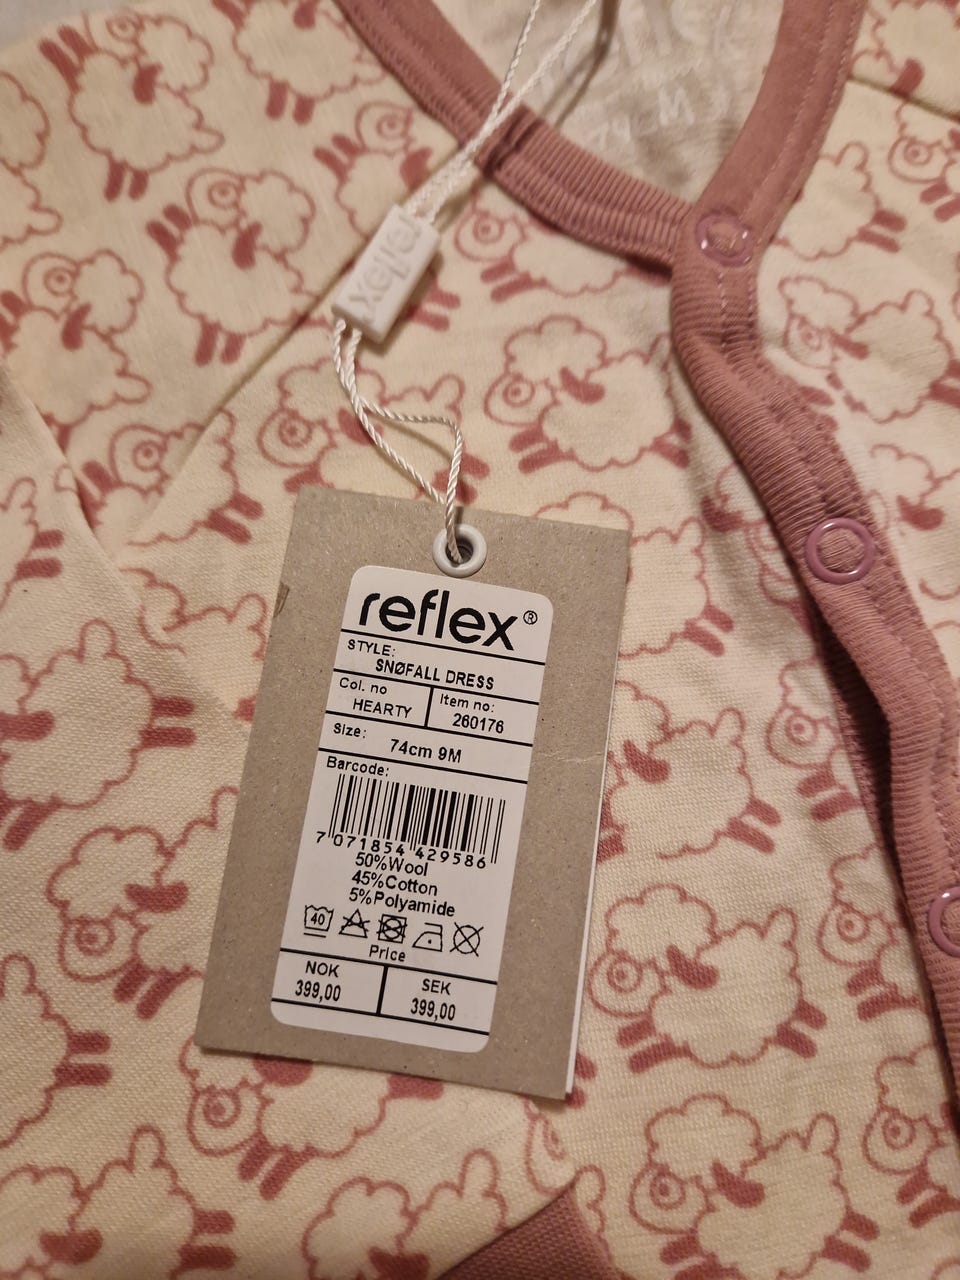 reflex
reflex®
STYLE:
SNØFALL DRESS
Col. no
HEARTY
Item no:
260176
Size: 74cm 9M
Barcode:
7 071854 429586
50%Wool
45%Cotton
5%Polyamide
40
Price
NOK
399,00
SEK
399,00